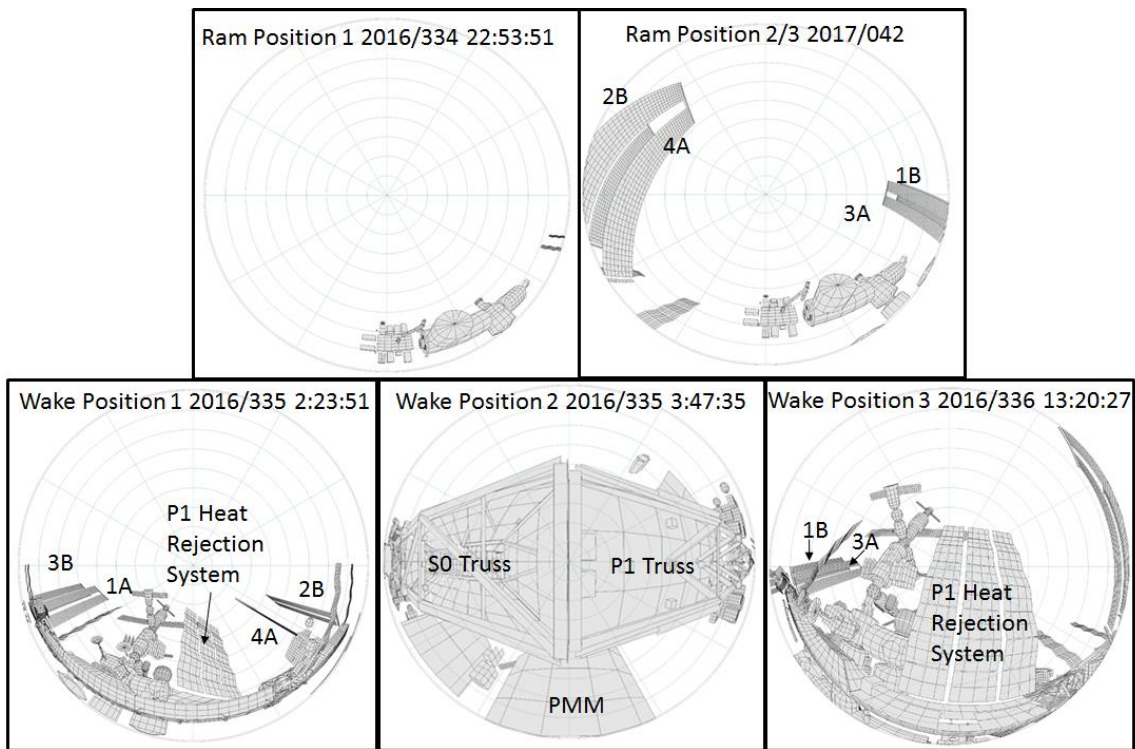 Ram Position 1 2016/334 22:53:51
Ram Position 2/3 2017/042
2B
4A
1B
3A
Wake Position 1 2016/335 2:23:51
P1 Heat
Rejection
System
3B
1A
2B
4A
Wake Position 2 2016/335 3:47:35
S0 Truss
P1 Truss
PMM
Wake Position 3 2016/336 13:20:27
1B
3A
P1 Heat
Rejection
System